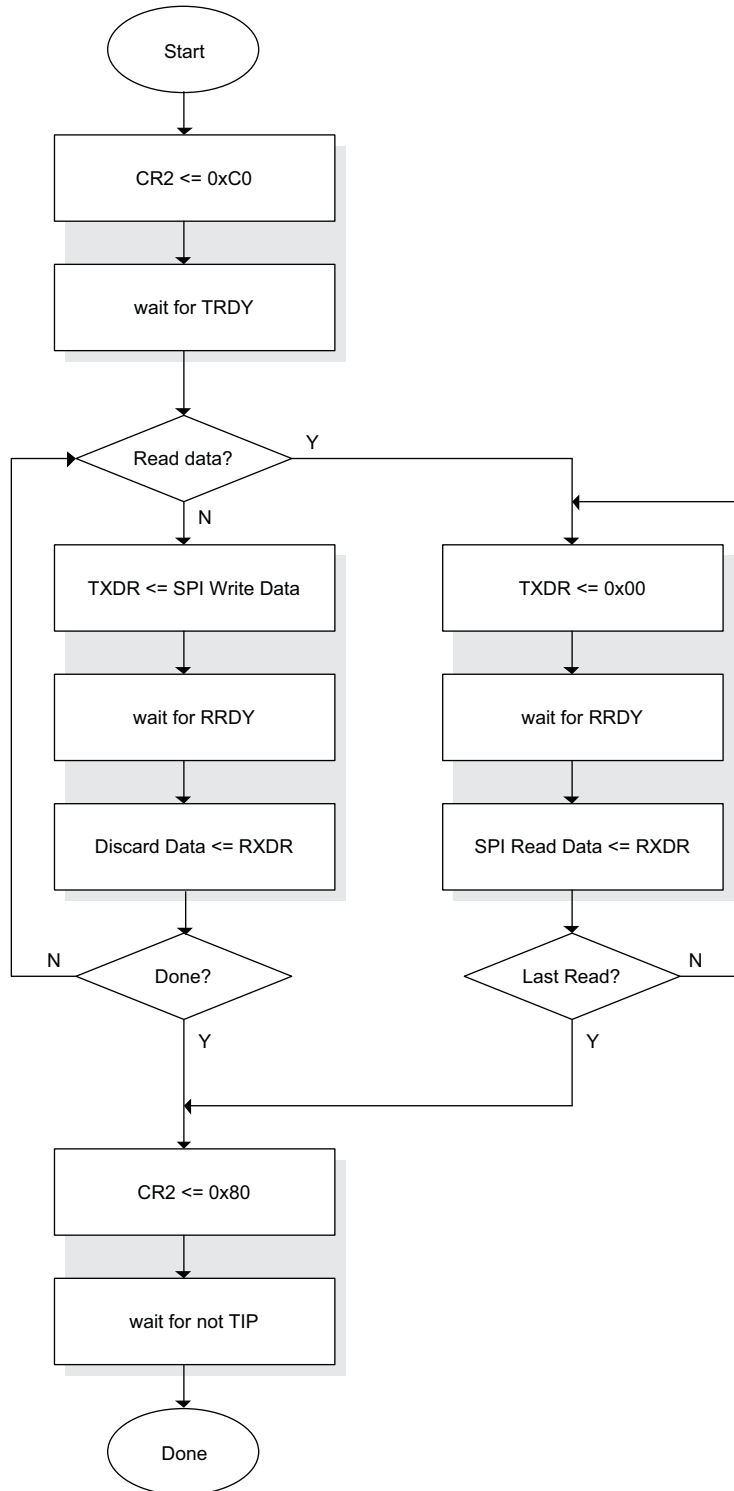 Start
CR2 <= 0xC0
wait for TRDY
Read data?
Y
N
TXDR <= SPI Write Data
TXDR <= 0x00
wait for RRDY
wait for RRDY
Discard Data <= RXDR
SPI Read Data <= RXDR
N
Done?
Last Read?
N
Y
Y
CR2 <= 0x80
wait for not TIP
Done